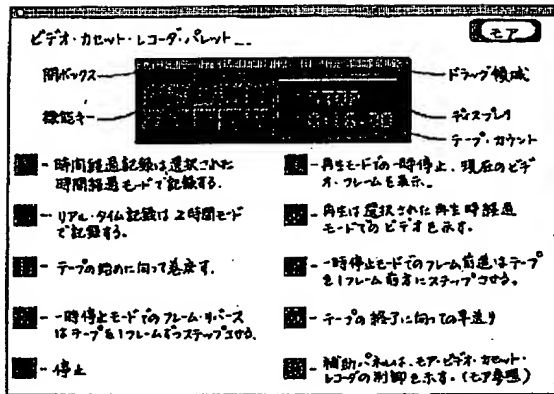 ビデオ・カセット・レコーダ・パレット…
モア
閉ボックス
ドラッグ領域
機能キー
STOP
ディスプレイ
テープ・カウント
- 時間経過記録は選択された
時間経過モードで記録する.
- 再生モードでの一時停止、現在のビデ
オ・フレームを表示。
- リアル・タイム記録は2時間モード
で記録する。
- 再生は選択された再生時経過
モードでのビデオを示す.
- テープの始めに向って巻戻す.
- 一時停止モードでのフレーム前進はテープ
を1フレーム前方にステップさせる。
- 一時停止モードでのフレーム・リバース
はテープを1フレームずつステップさせる.
- テープの終了に向っての早送り
- 停止
- 補助パネルは、モア・ビデオ・カセット・
レコーダの制御を示す。(モア参照)